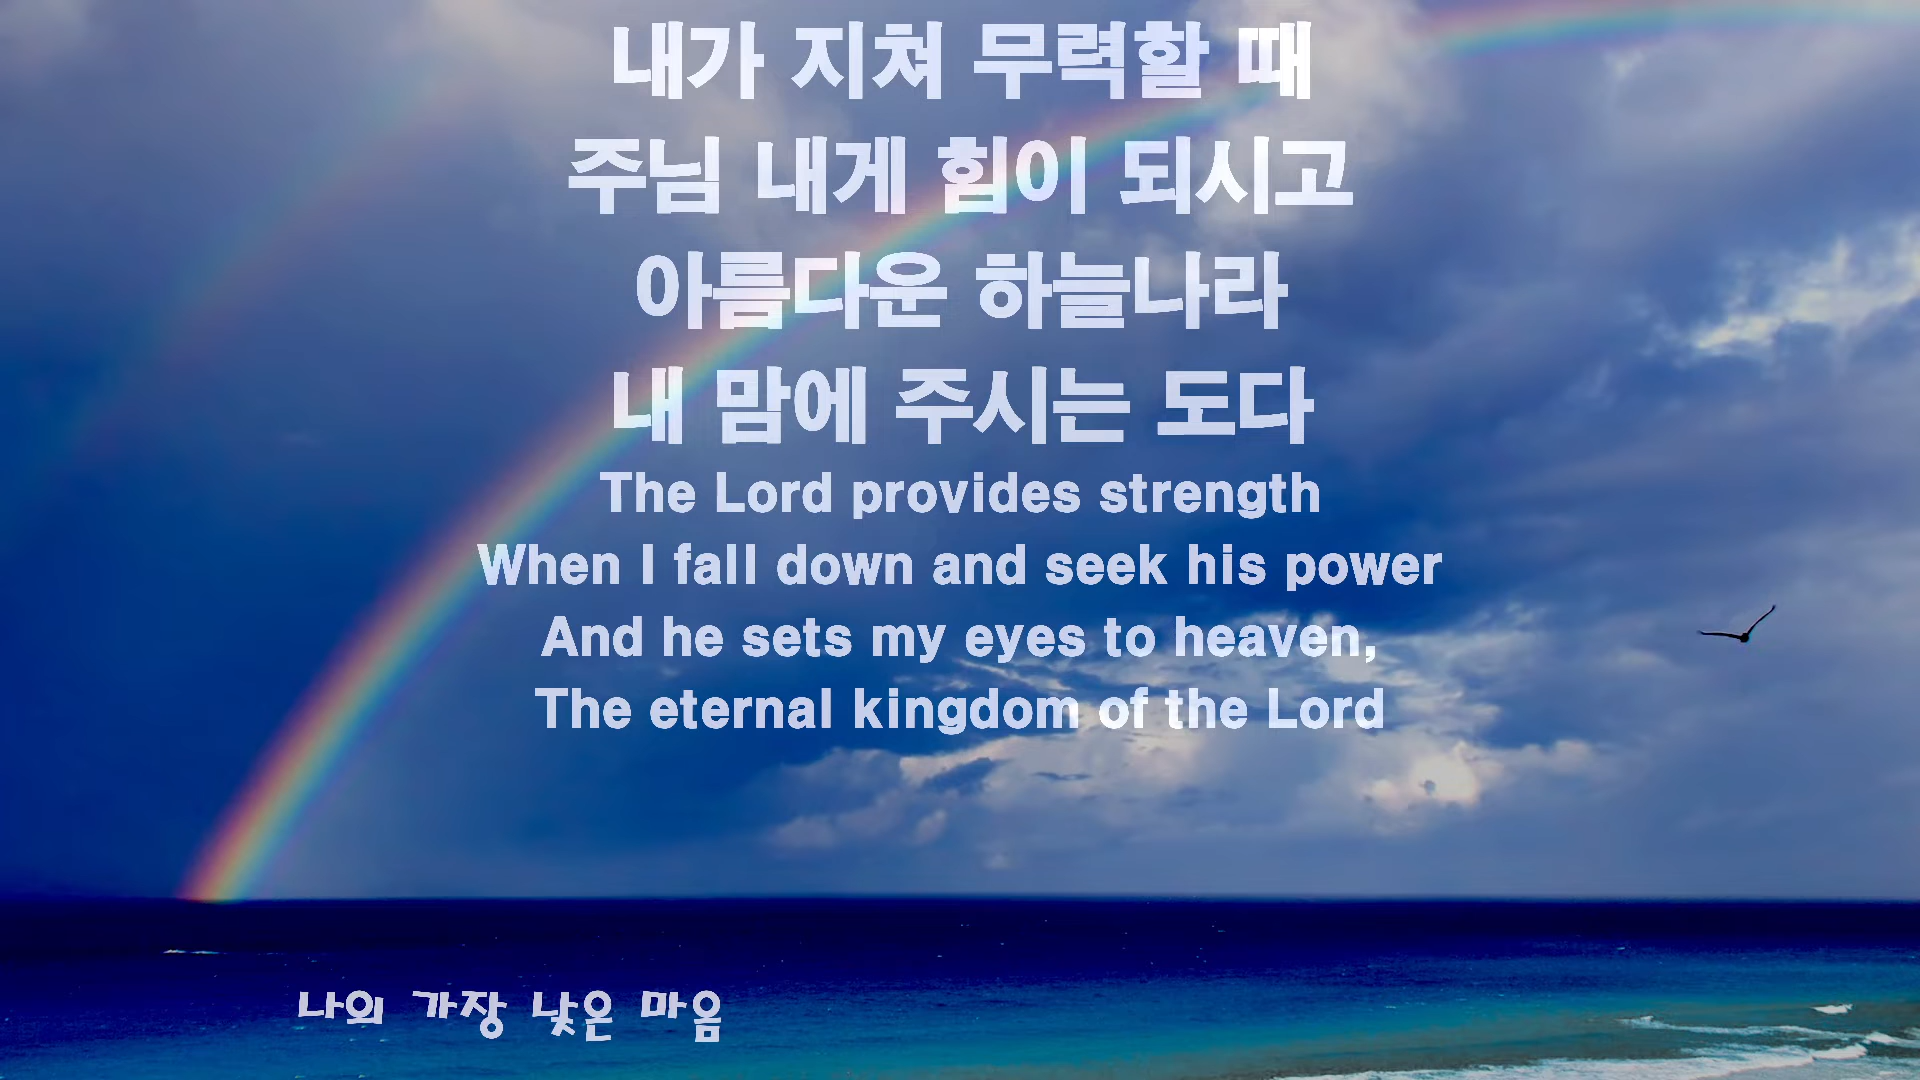 내가 지쳐 무력할 때
주님 내게 힘이 되시고
아름다운 하늘나라
내 맘에 주시는 도다
The Lord provides strength
When I fall down and seek his power
And he sets my eyes to heaven,
The eternal kingdom of the Lord
나의 가장 낮은 마음